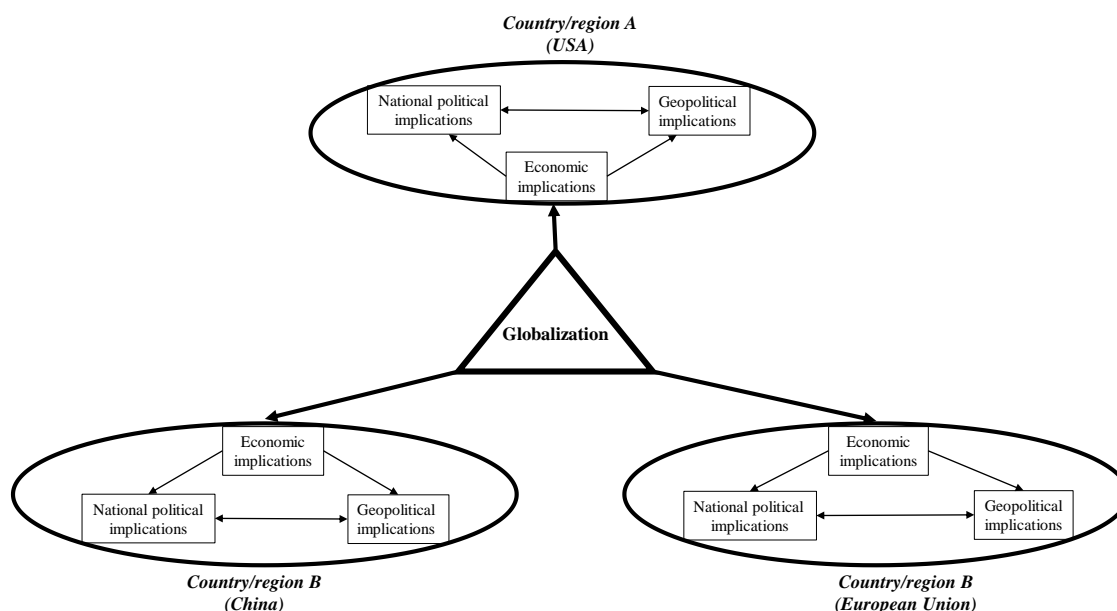 Country/region A
(USA)
National political
implications
Geopolitical
implications
Economic
implications
Globalization
Economic
implications
National political
implications
Geopolitical
implications
Country/region B
(China)
Economic
implications
National political
implications
Geopolitical
implications
Country/region B
(European Union)